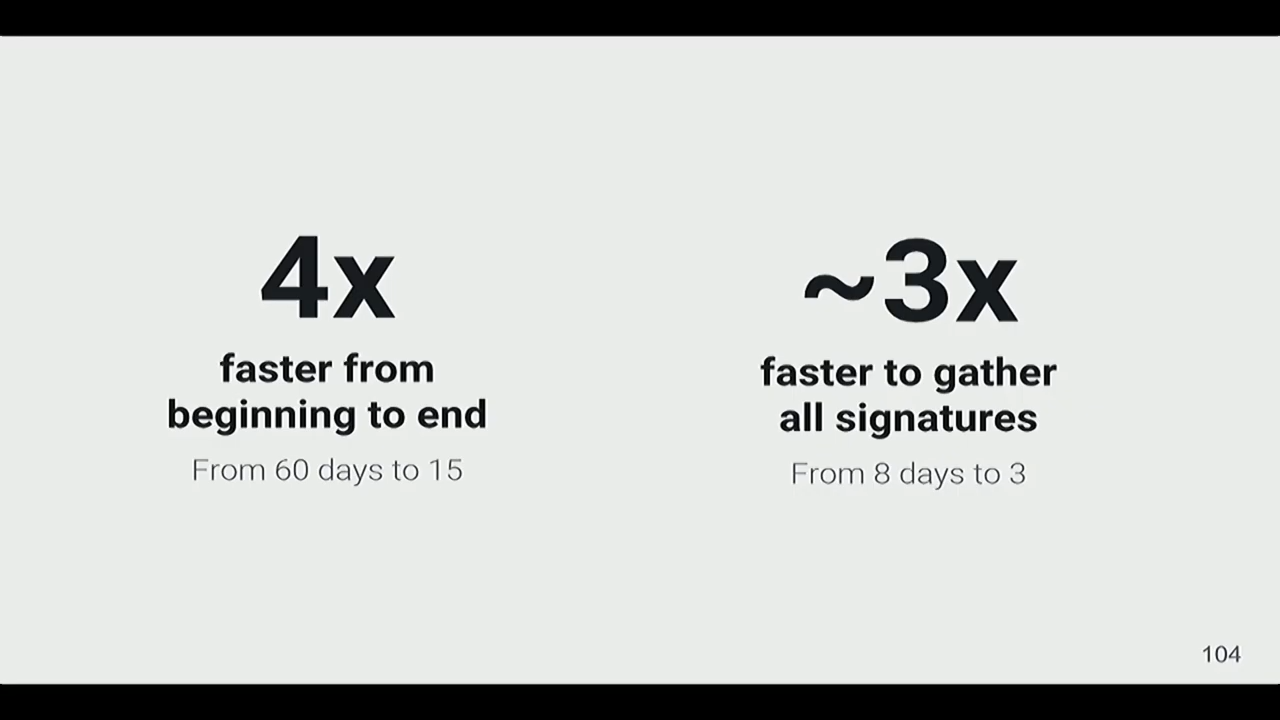 4x
faster from
beginning to end
From 60 days to 15
~3x
faster to gather
all signatures
From 8 days to 3
104